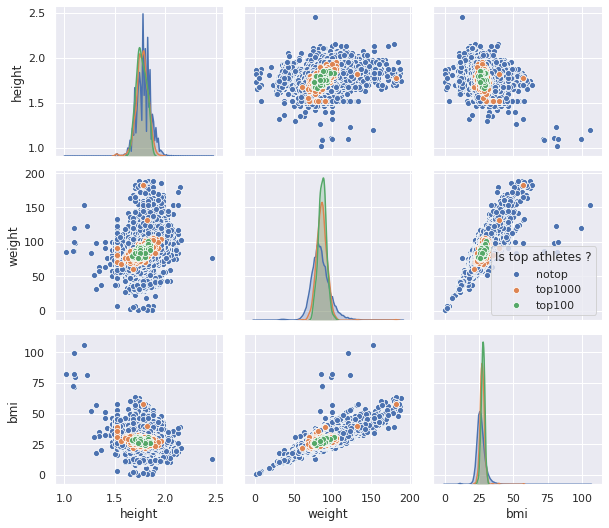 2.5
2.0
1.5
1.0
height
200
150
100
50
0
weight
Is top athletes ?
notop
top1000
top100
100
75
50
25
0
bmi
1.0 1.5 2.0 2.5
0 50 100 150 200
0 25 50 75 100
height weight bmi